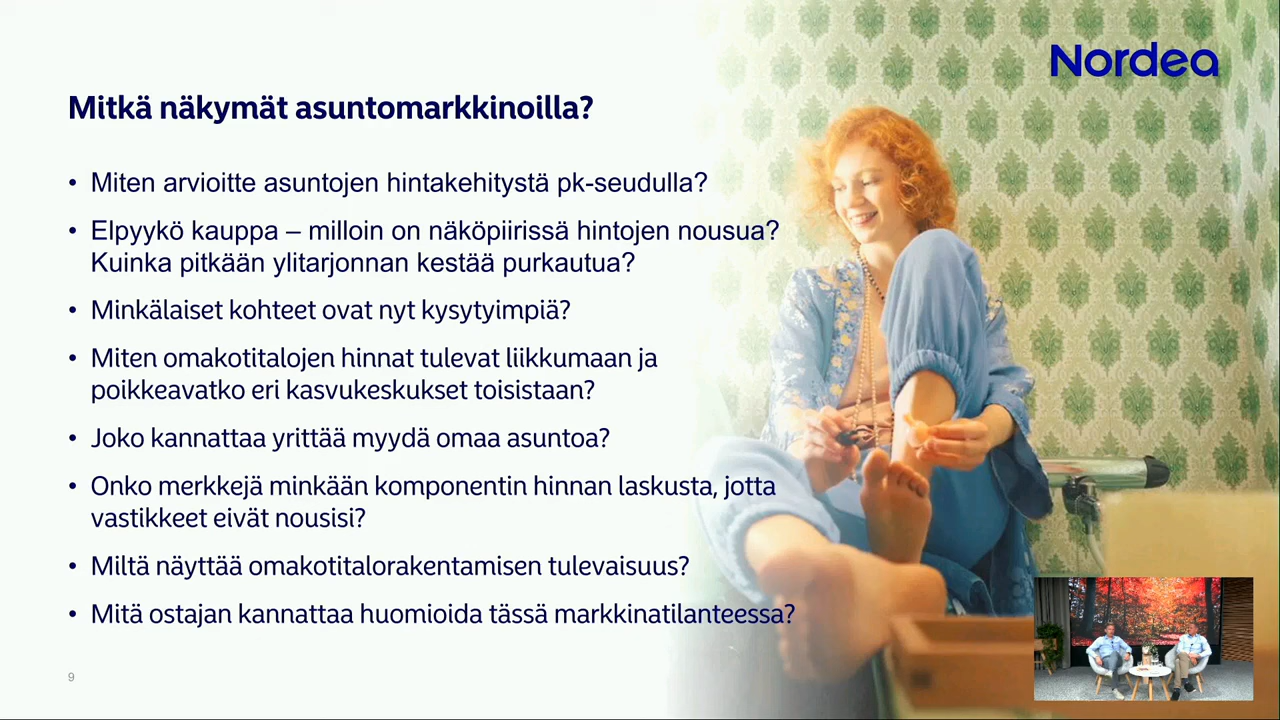 Nordea
Mitkä näkymät asuntomarkkinoilla?
• Miten arvioitte asuntojen hintakehitystä pk-seudulla?
• Elpyykö kauppa – milloin on näköpiirissä hintojen nousua?
Kuinka pitkään ylitarjonnan kestää purkautua?
• Minkälaiset kohteet ovat nyt kysytyimpiä?
• Miten omakotitalojen hinnat tulevat liikkumaan ja
poikkeavatko eri kasvukeskukset toisistaan?
• Joko kannattaa yrittää myydä omaa asuntoa?
• Onko merkkejä minkään komponentin hinnan laskusta, jotta
vastikkeet eivät nousisi?
• Miltä näyttää omakotitalorakentamisen tulevaisuus?
• Mitä ostajan kannattaa huomioida tässä markkinatilanteessa?
9